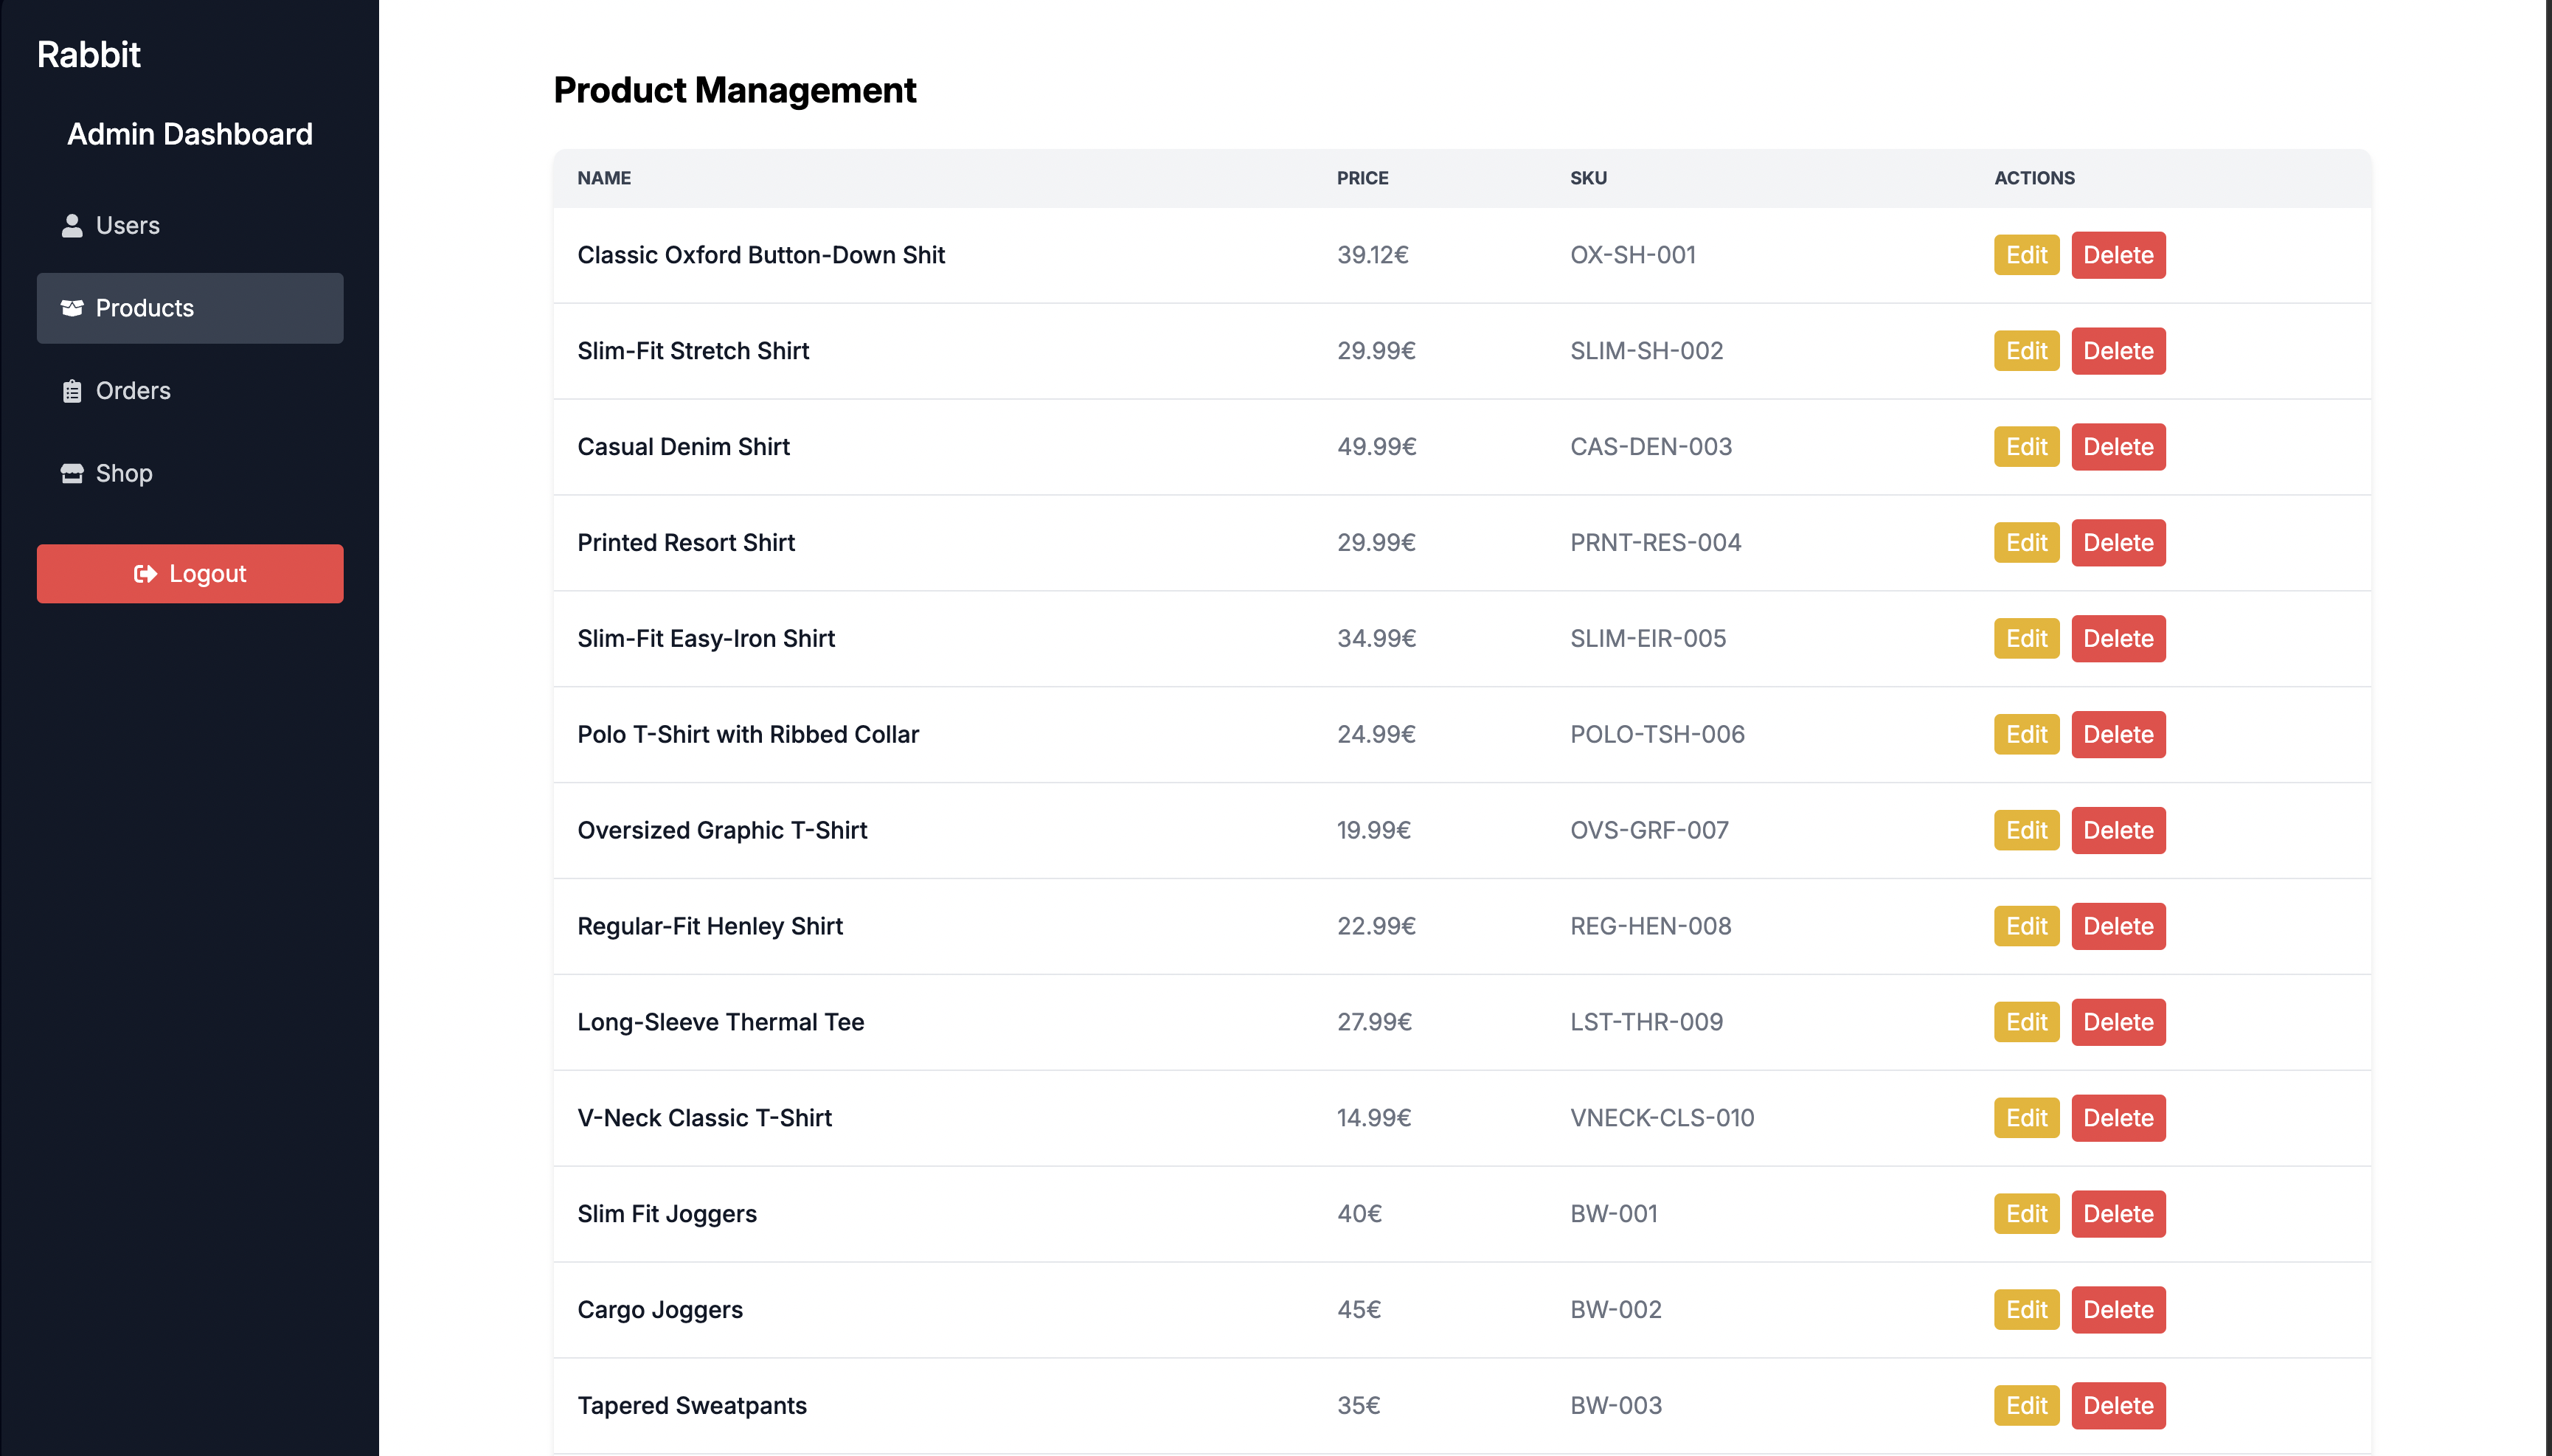 Rabbit
Admin Dashboard
Users
Products
Orders
Shop
Logout
Product Management
NAME PRICE SKU ACTIONS
Classic Oxford Button-Down Shit 39.12€ OX-SH-001 Edit Delete
Slim-Fit Stretch Shirt 29.99€ SLIM-SH-002 Edit Delete
Casual Denim Shirt 49.99€ CAS-DEN-003 Edit Delete
Printed Resort Shirt 29.99€ PRNT-RES-004 Edit Delete
Slim-Fit Easy-Iron Shirt 34.99€ SLIM-EIR-005 Edit Delete
Polo T-Shirt with Ribbed Collar 24.99€ POLO-TSH-006 Edit Delete
Oversized Graphic T-Shirt 19.99€ OVS-GRF-007 Edit Delete
Regular-Fit Henley Shirt 22.99€ REG-HEN-008 Edit Delete
Long-Sleeve Thermal Tee 27.99€ LST-THR-009 Edit Delete
V-Neck Classic T-Shirt 14.99€ VNECK-CLS-010 Edit Delete
Slim Fit Joggers 40€ BW-001 Edit Delete
Cargo Joggers 45€ BW-002 Edit Delete
Tapered Sweatpants 35€ BW-003 Edit Delete